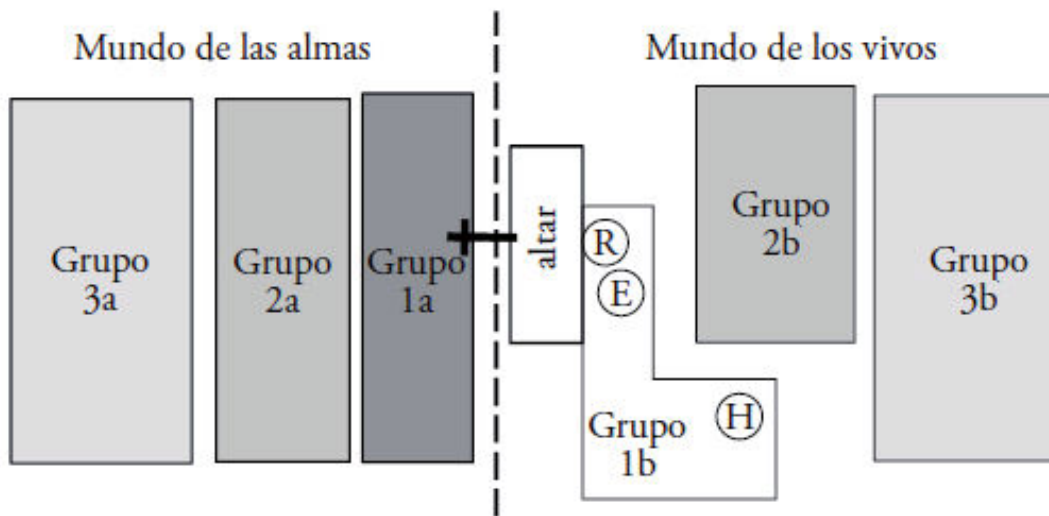 Mundo de las almas
Mundo de los vivos
Grupo
3a
Grupo
2a
Grupo
1a
altar
R
E
H
Grupo
1b
Grupo
2b
Grupo
3b